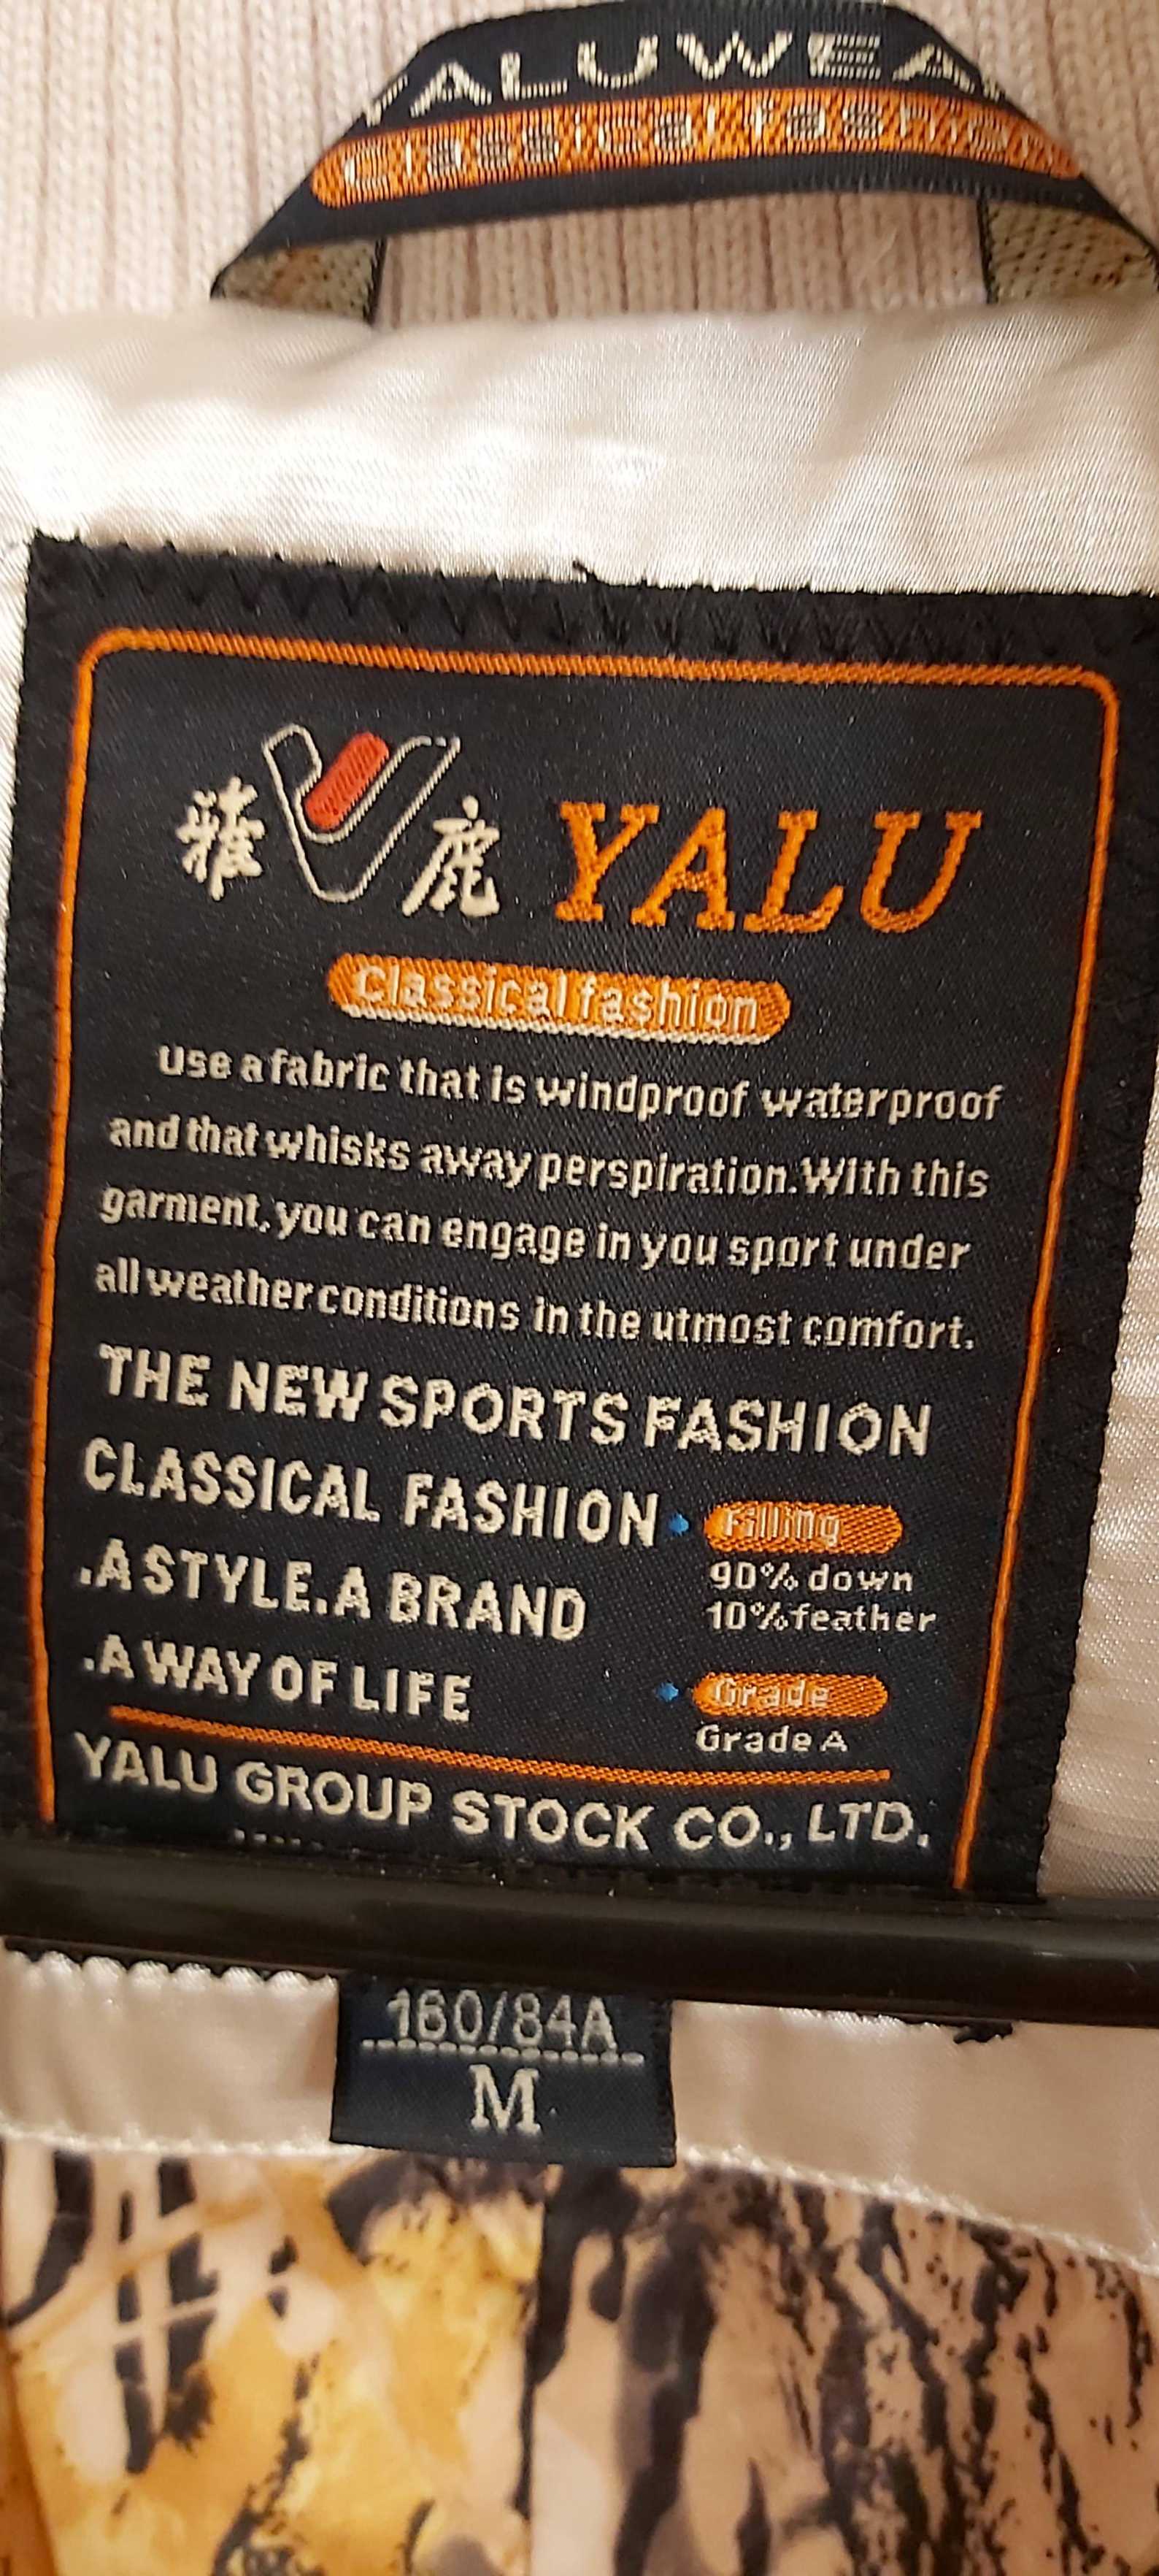 YALUWEA
Classical fashion
雅鹿 YALU
Classical fashion
use a fabric that is windproof waterproof
and that whisks away perspiration.With this
garment, you can engage in you sport under
all weather conditions in the utmost comfort.
THE NEW SPORTS FASHION
CLASSICAL FASHION
.A STYLE.A BRAND
.A WAY OF LIFE
Filling
90% down
10% feather
Grade
Grade A
YALU GROUP STOCK CO., LTD.
160/84A
M